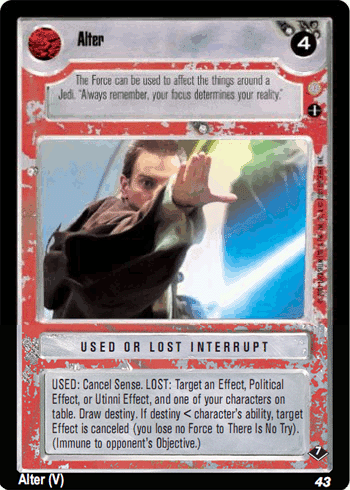 Alter
4
The Force can be used to affect the things around a
Jedi. "Always remember, your focus determines your reality."
USED OR LOST INTERRUPT
USED: Cancel Sense. LOST: Target an Effect, Political
Effect, or Utinni Effect, and one of your characters on
table. Draw destiny. If destiny < character's ability, target
Effect is canceled (you lose no Force to There Is No Try).
(Immune to opponent's Objective.)
7
Alter (V)
43